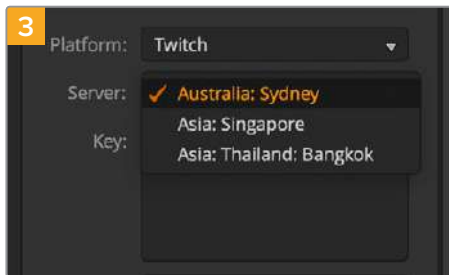 3
Platform: Twitch
Server: Australia: Sydney
Asia: Singapore
Key:
Asia: Thailand: Bangkok